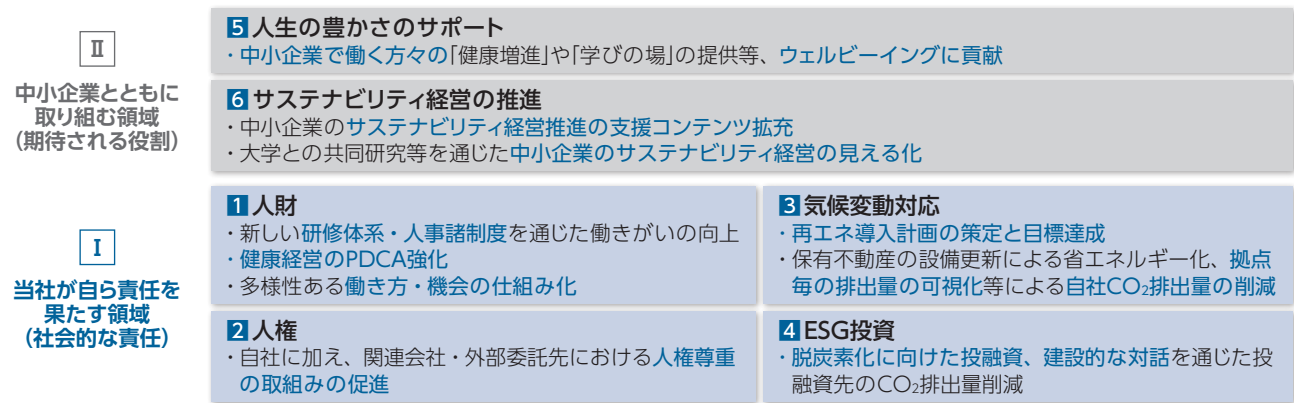 Ⅱ
中小企業とともに
取り組む領域
(期待される役割)
5 人生の豊かさのサポート
・中小企業で働く方々の「健康増進」や「学びの場」の提供等、ウェルビーイングに貢献
6 サステナビリティ経営の推進
・中小企業のサステナビリティ経営推進の支援コンテンツ拡充
・大学との共同研究等を通じた中小企業のサステナビリティ経営の見える化
Ⅰ
当社が自ら責任を
果たす領域
(社会的な責任)
1 人財
・新しい研修体系・人事諸制度を通じた働きがいの向上
・健康経営のPDCA強化
・多様性ある働き方・機会の仕組み化
2 人権
・自社に加え、関連会社・外部委託先における人権尊重
の取組みの促進
3 気候変動対応
・再エネ導入計画の策定と目標達成
・保有不動産の設備更新による省エネルギー化、拠点
毎の排出量の可視化等による自社CO₂排出量の削減
4 ESG投資
・脱炭素化に向けた投融資、建設的な対話を通じた投
融資先のCO₂排出量削減